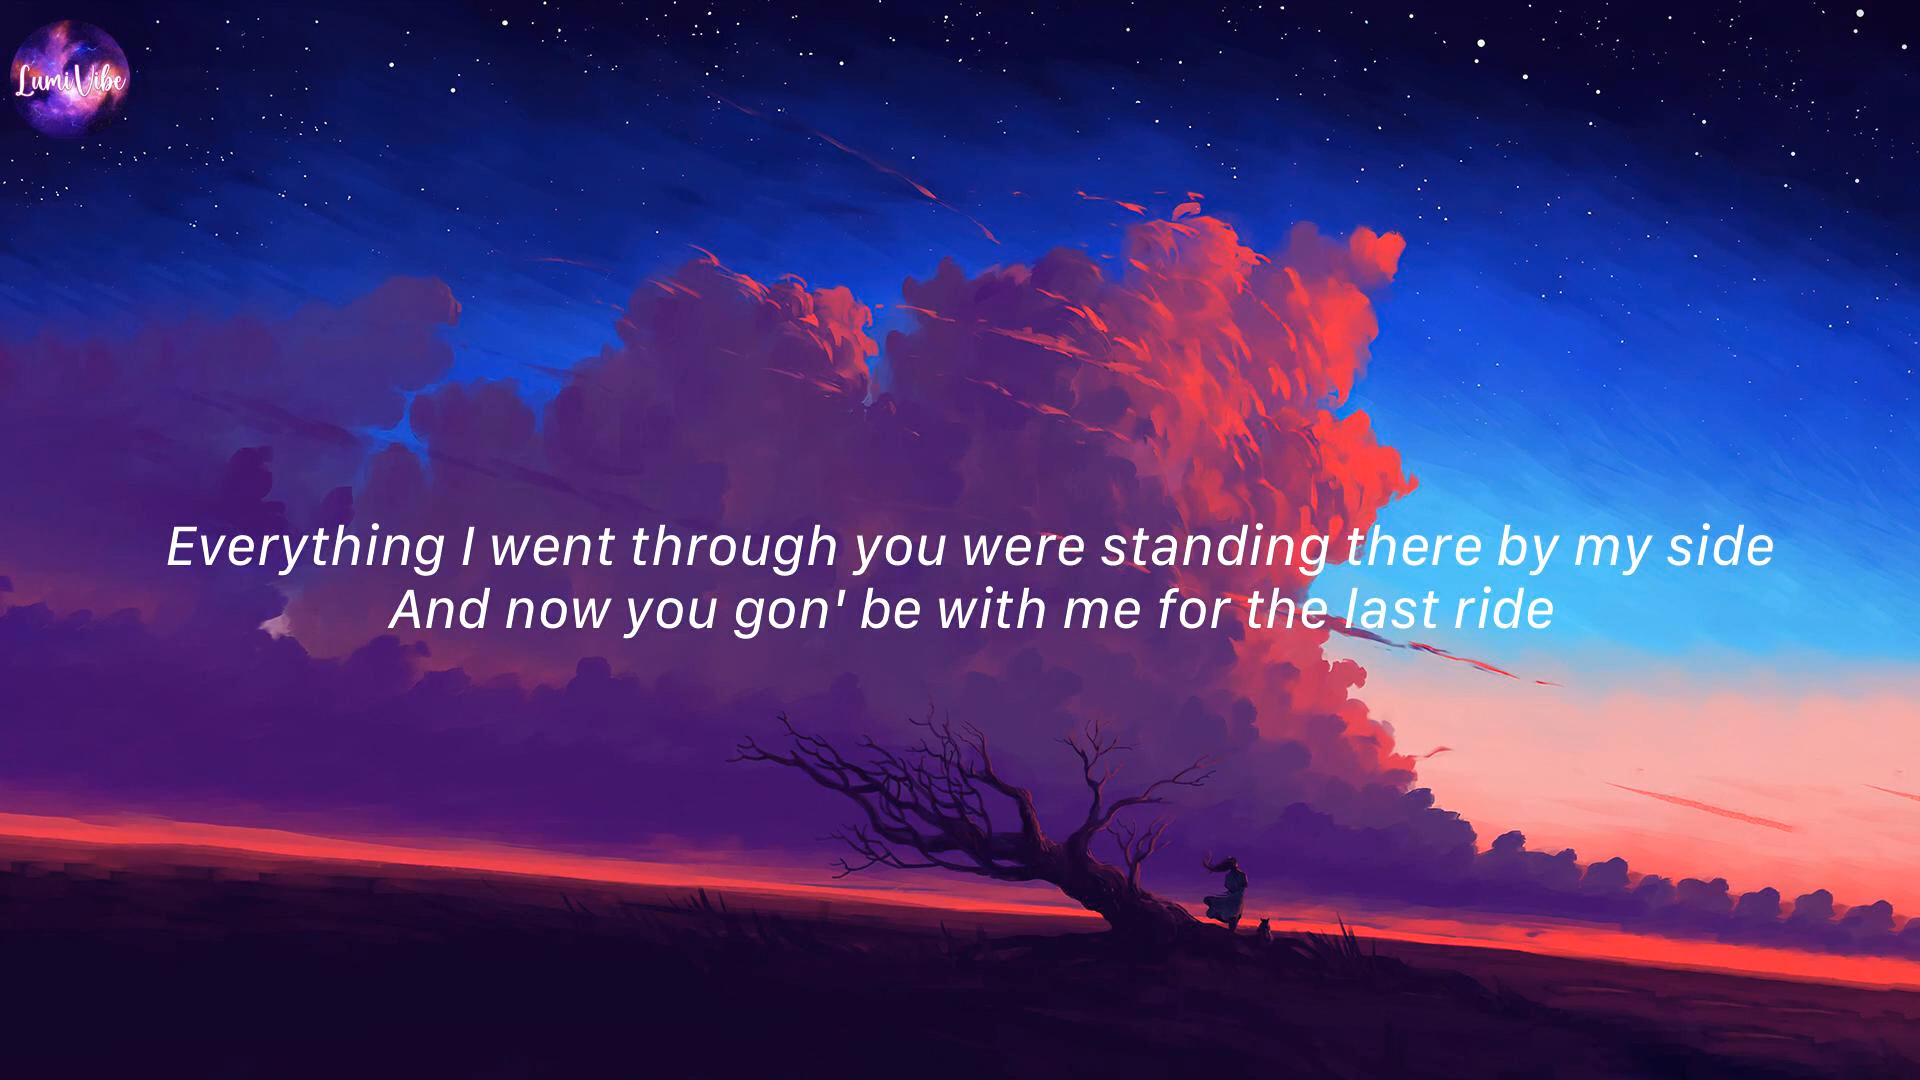 LumiVibe
Everything I went through you were standing there by my side
And now you gon' be with me for the last ride